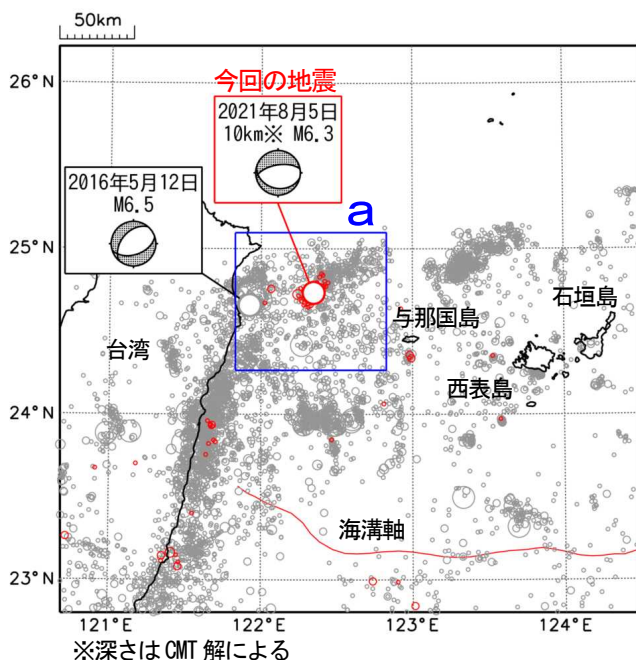 50km
26°N
今回の地震
2021年8月5日
10km※ M6.3
2016年5月12日
M6.5
a
25°N
石垣島
与那国島
台湾
西表島
24°N
海溝軸
23°N
121°E
122°E
123°E
124°E
※深さは CMT 解による